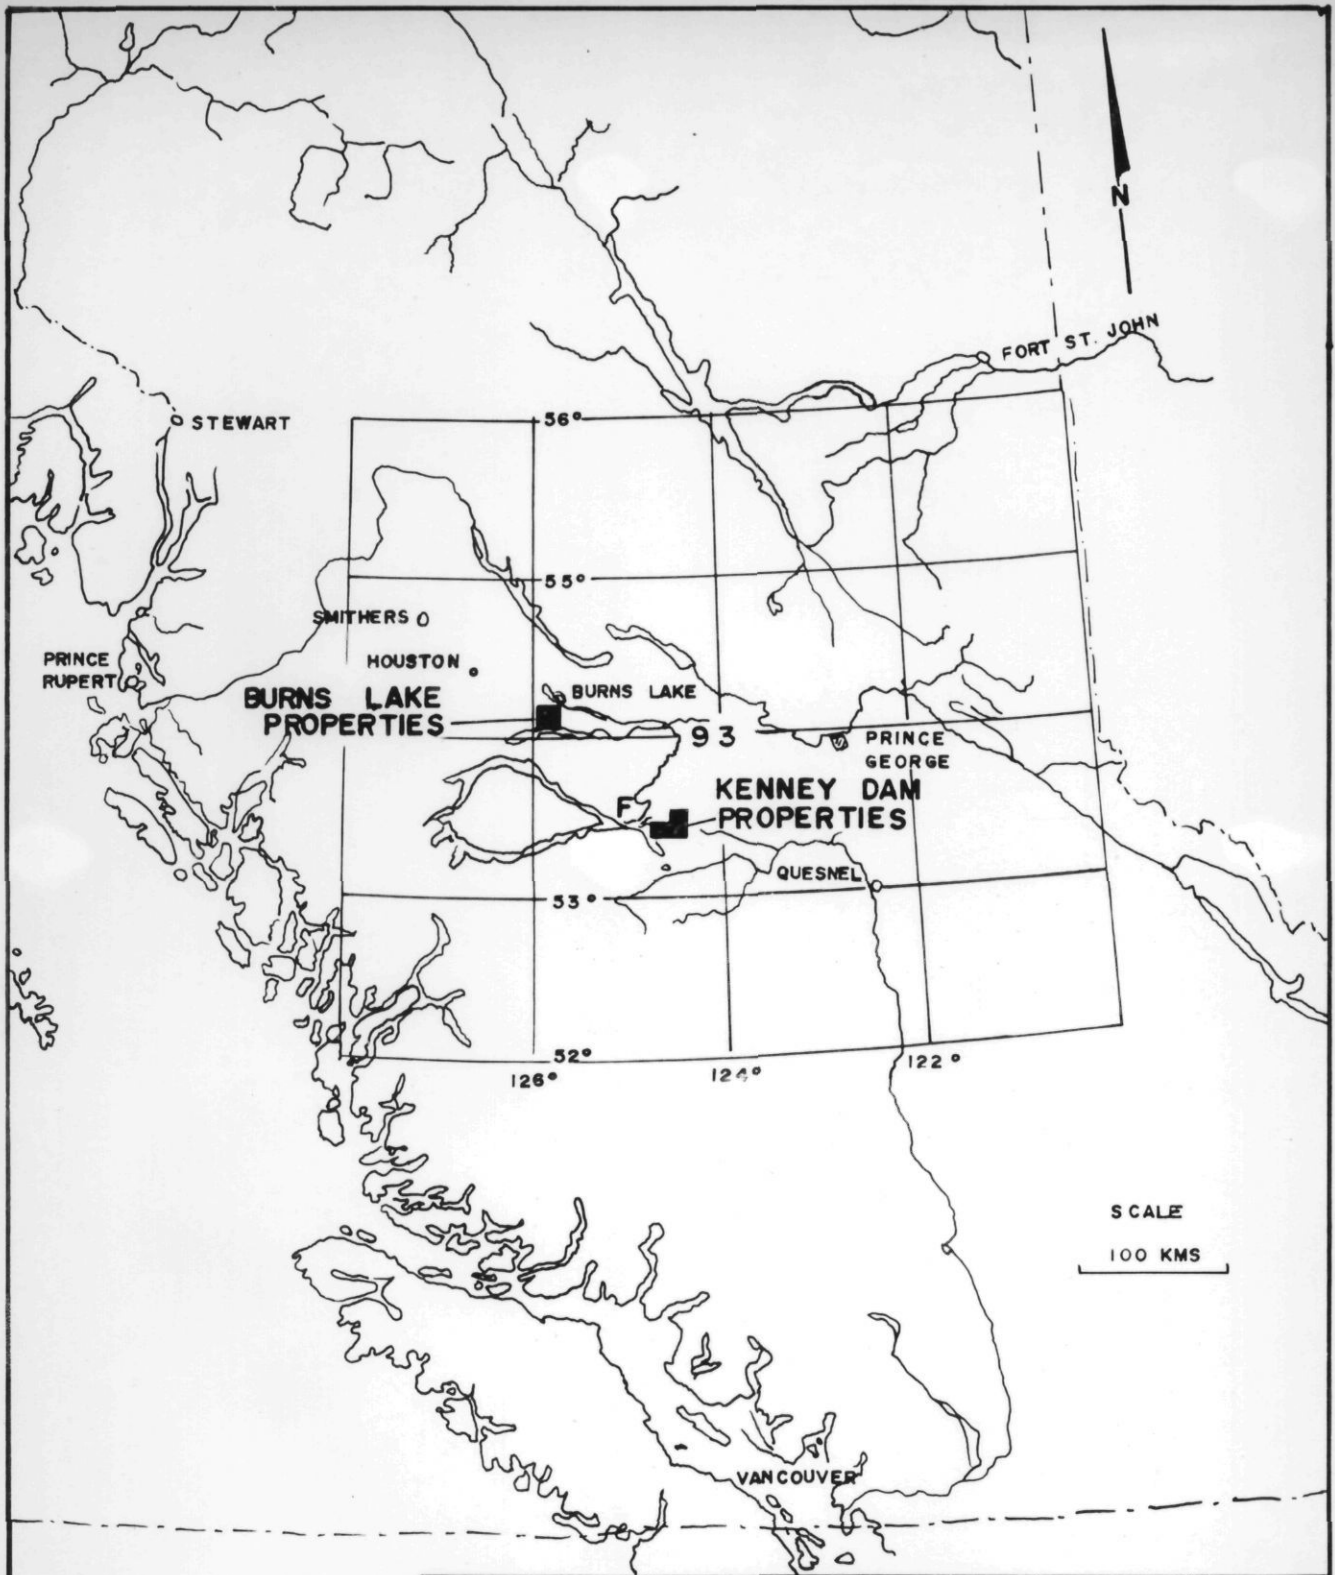 N
FORT ST. JOHN
STEWART
56°
55°
SMITHERS
PRINCE
RUPERT
HOUSTON
BURNS LAKE
BURNS LAKE
PROPERTIES
93
PRINCE
GEORGE
KENNEY DAM
PROPERTIES
F
QUESNEL
53°
52°
126°
124°
122°
SCALE
100 KMS
VANCOUVER